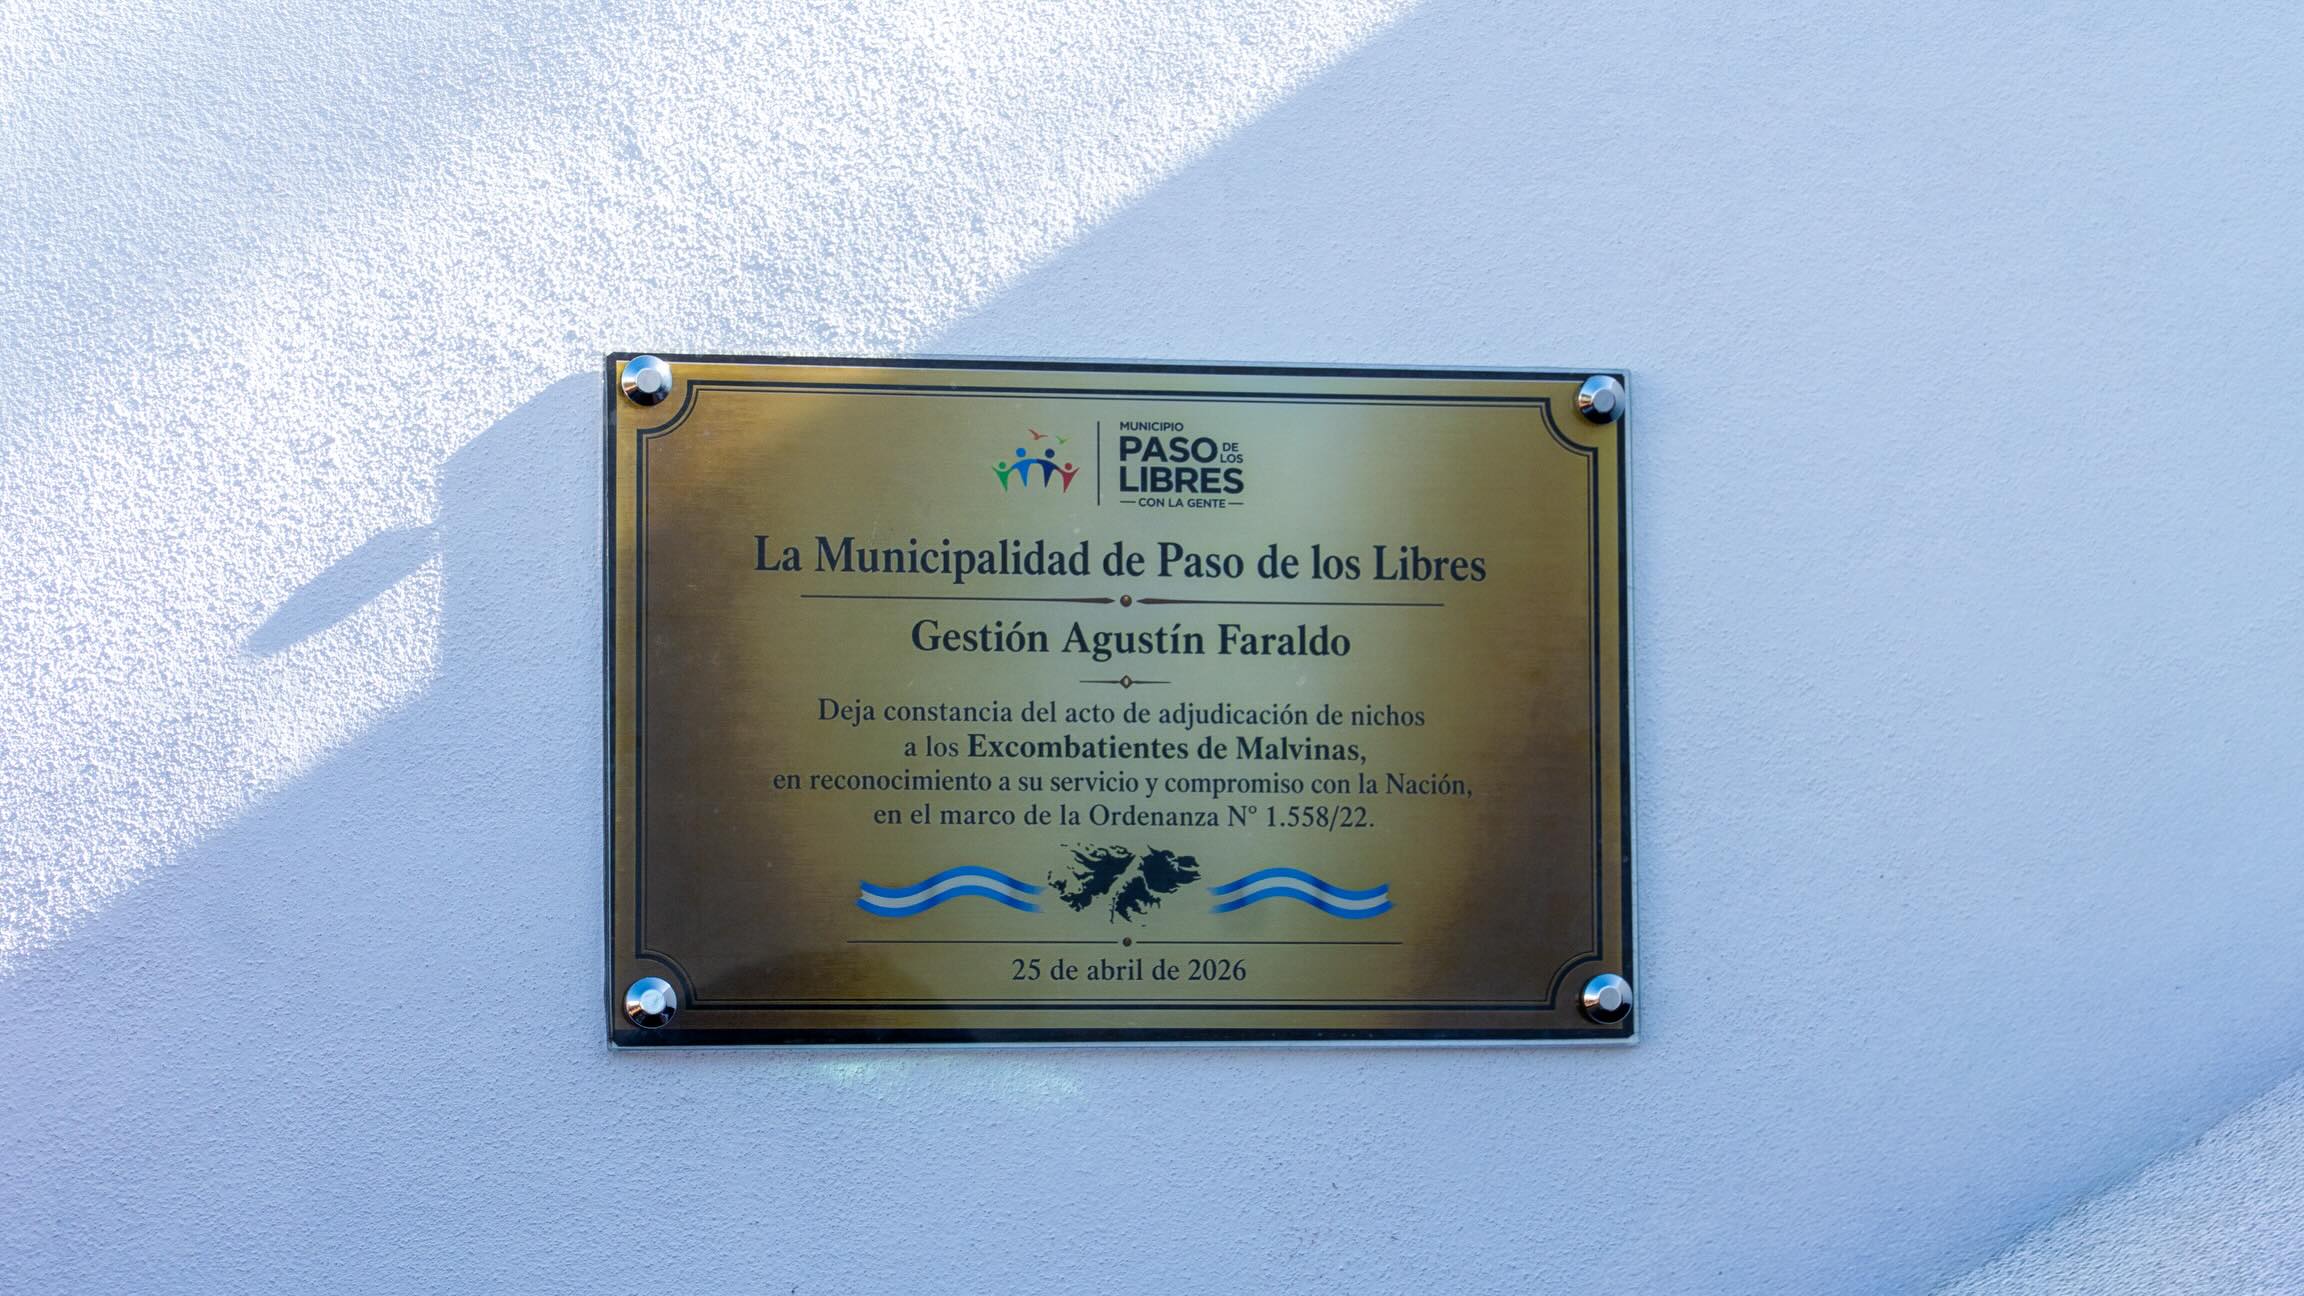 MUNICIPIO
PASO DE LOS
LIBRES
CON LA GENTE
La Municipalidad de Paso de los Libres
Gestión Agustín Faraldo
Deja constancia del acto de adjudicación de nichos
a los Excombatientes de Malvinas,
en reconocimiento a su servicio y compromiso con la Nación,
en el marco de la Ordenanza N° 1.558/22.
25 de abril de 2026